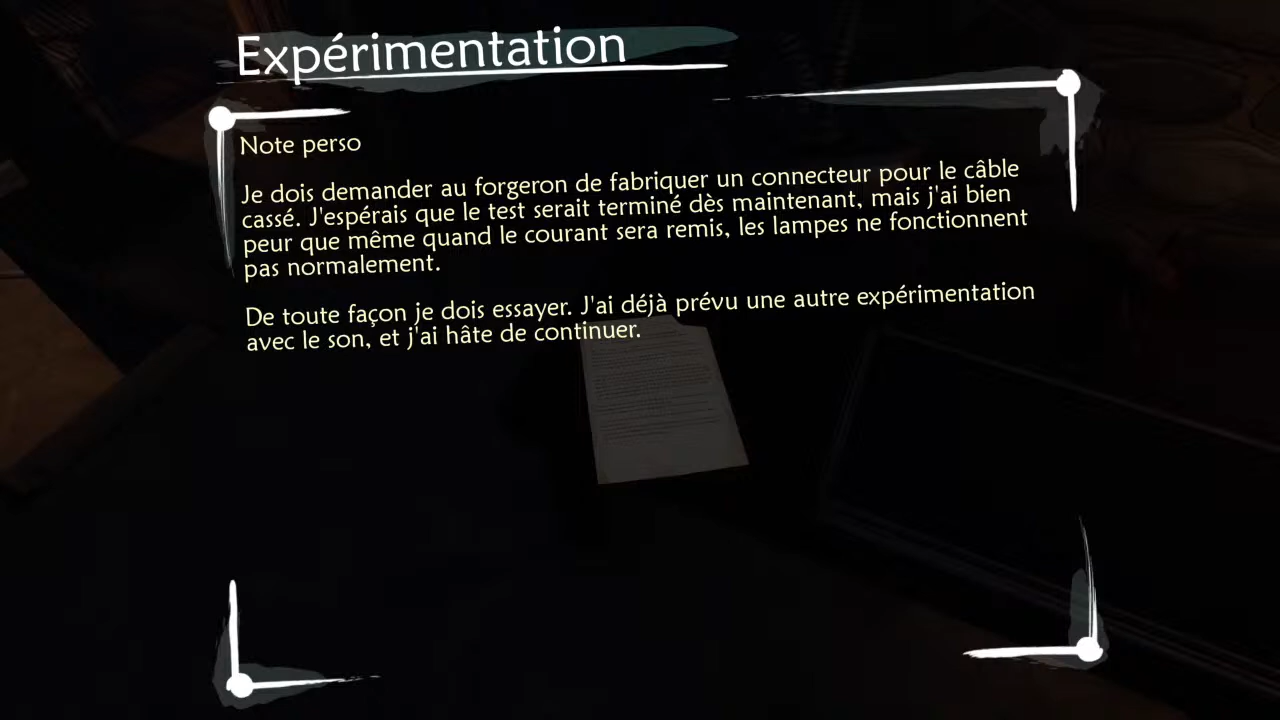 Expérimentation
Note perso
Je dois demander au forgeron de fabriquer un connecteur pour le câble
cassé. J'espérais que le test serait terminé dès maintenant, mais j'ai bien
peur que même quand le courant sera remis, les lampes ne fonctionnent
pas normalement.
De toute façon je dois essayer. J'ai déjà prévu une autre expérimentation
avec le son, et j'ai hâte de continuer.